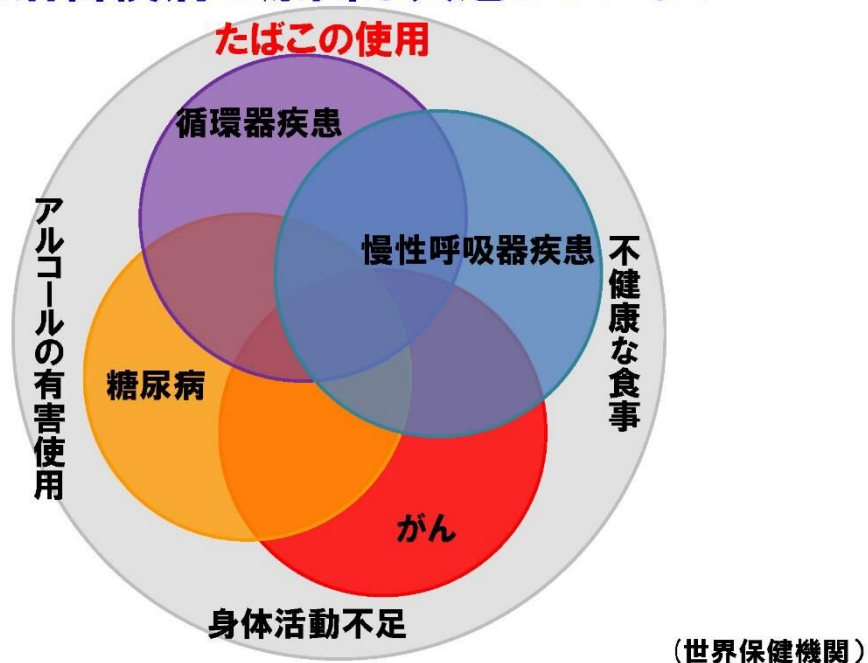 たばこの使用
循環器疾患
慢性呼吸器疾患
アルコールの有害使用
不健康な食事
糖尿病
がん
身体活動不足
(世界保健機関)